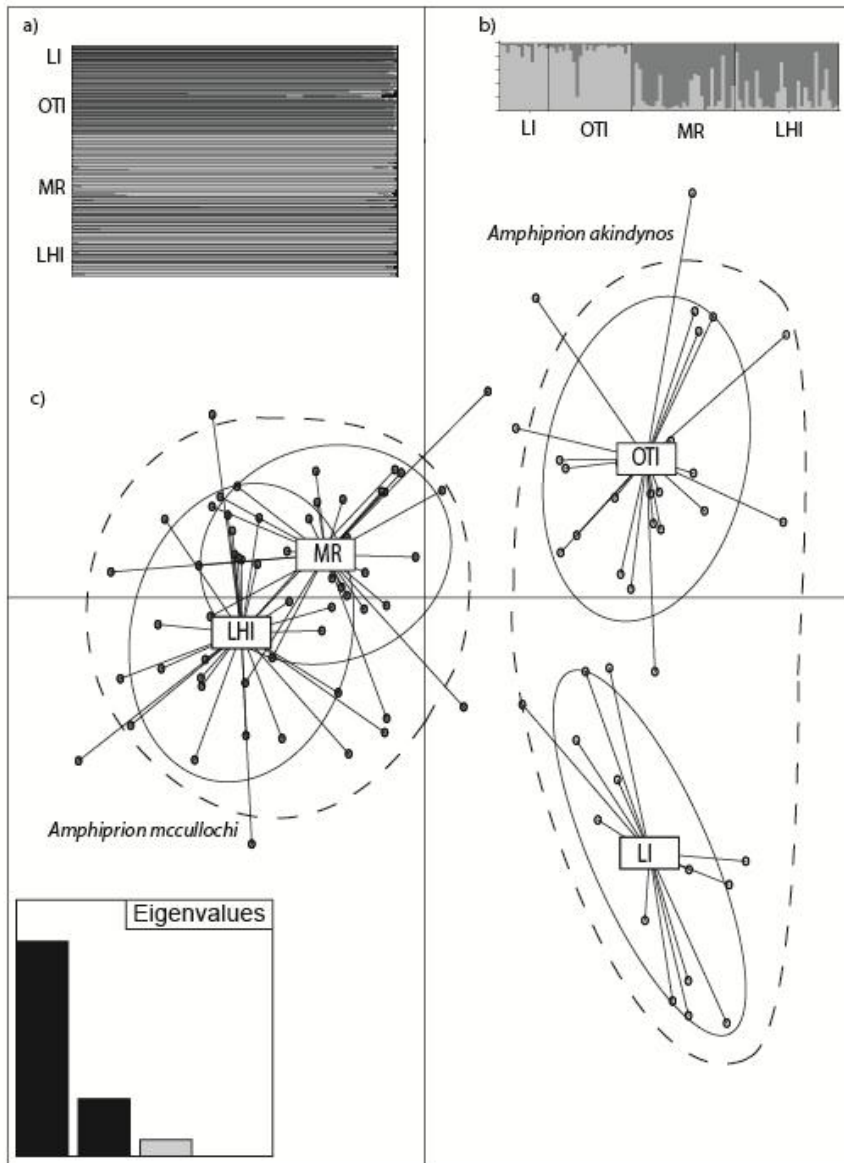 a)
LI
OTI
MR
LHI
b)
LI OTI MR LHI
Amphiprion akindynos
OTI
c)
MR
LHI
LI
Amphiprion mccullochi
Eigenvalues